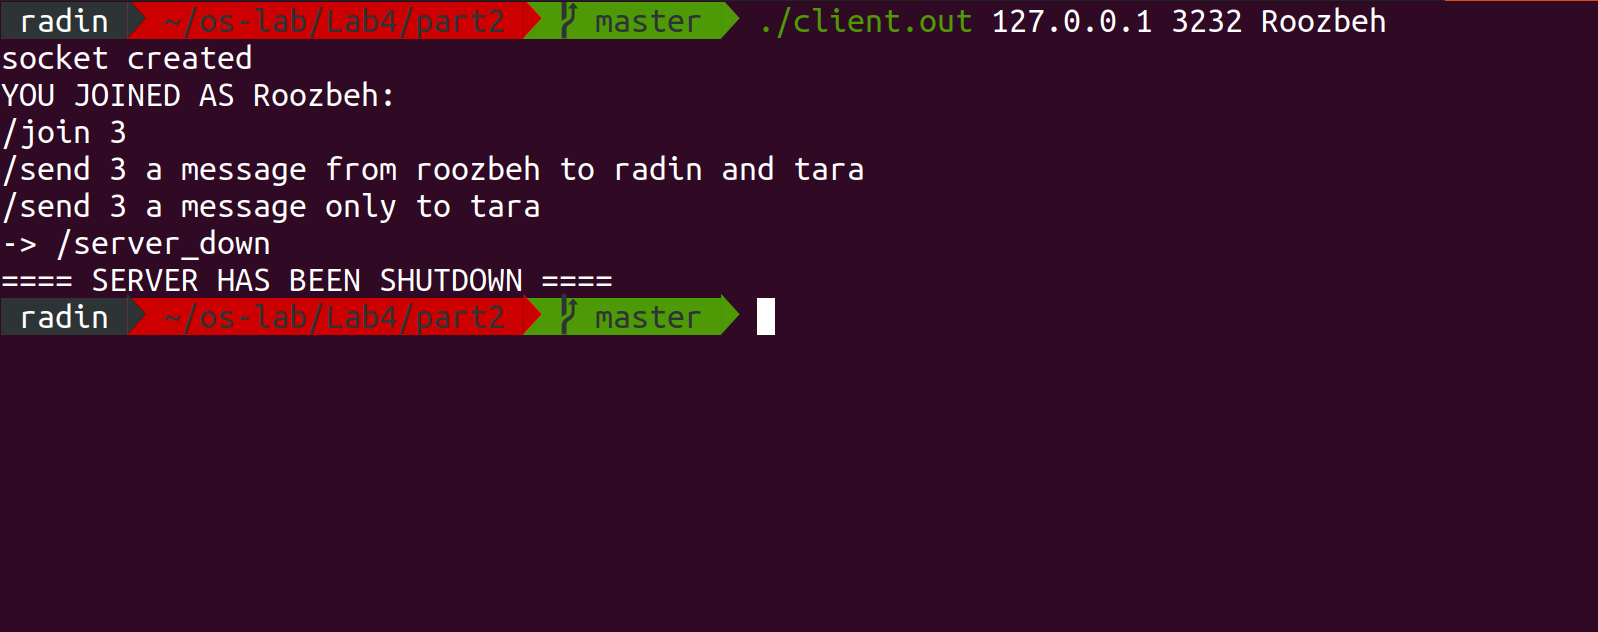 radin ~/os-lab/Lab4/part2 master ./client.out 127.0.0.1 3232 Roozbeh
socket created
YOU JOINED AS Roozbeh:
/join 3
/send 3 a message from roozbeh to radin and tara
/send 3 a message only to tara
-> /server_down
==== SERVER HAS BEEN SHUTDOWN ====
radin ~/os-lab/Lab4/part2 master